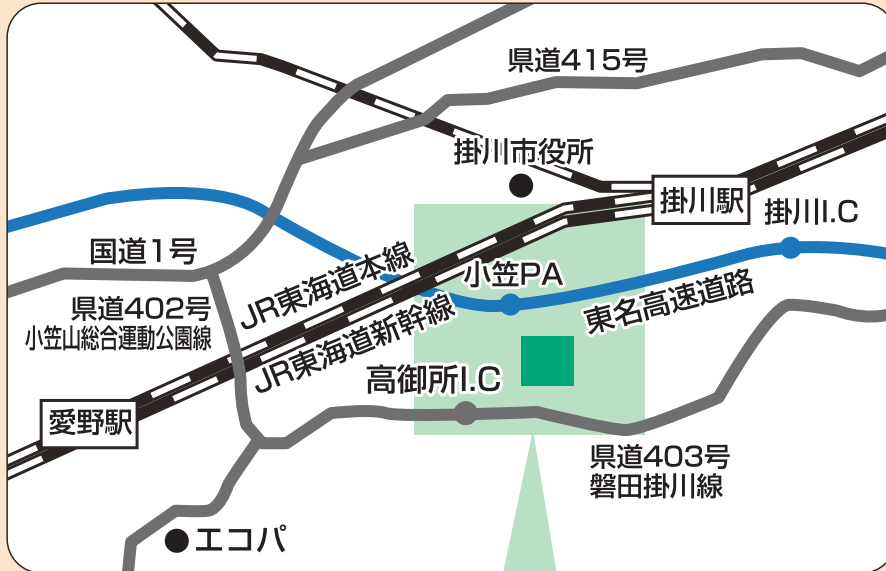 県道415号
掛川市役所
掛川駅
掛川I.C
国道1号
JR東海道本線
小笠PA
県道402号
小笠山総合運動公園線
東名高速道路
JR東海道新幹線
高御所I.C
愛野駅
県道403号
磐田掛川線
エコパ